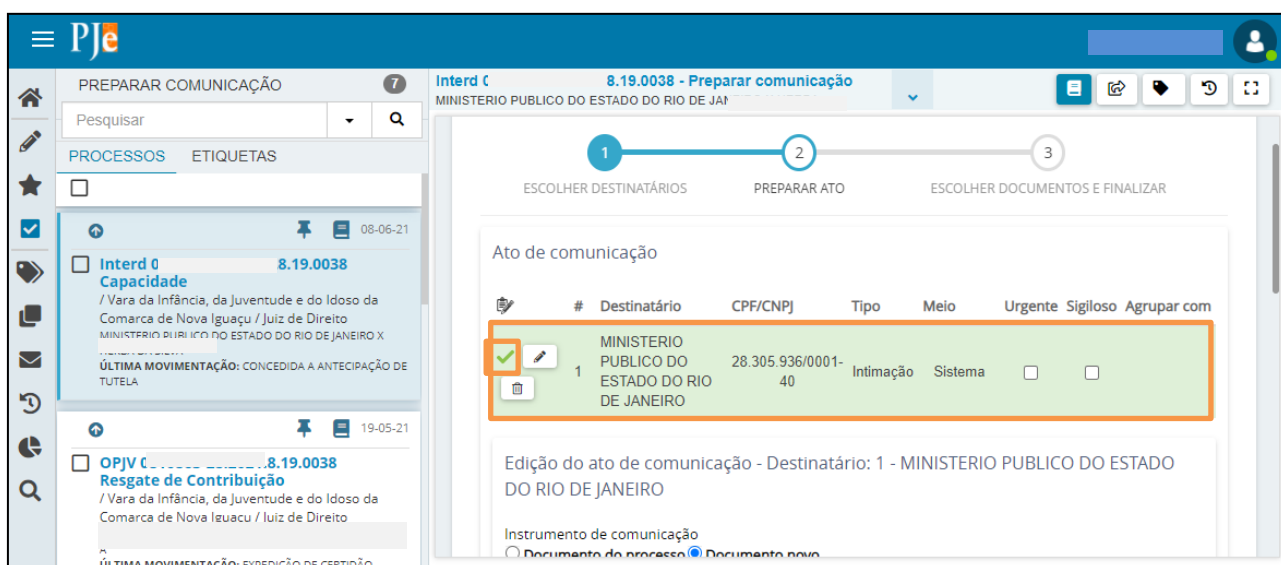 PJe
PREPARAR COMUNICAÇÃO 7
Pesquisar
PROCESSOS ETIQUETAS
08-06-21
Interd 0 8.19.0038
Capacidade
/ Vara da Infância, da Juventude e do Idoso da
Comarca de Nova Iguaçu / Juiz de Direito
MINISTERIO PUBLICO DO ESTADO DO RIO DE JANEIRO X
ÚLTIMA MOVIMENTAÇÃO: CONCEDIDA A ANTECIPAÇÃO DE
TUTELA
19-05-21
OPJV 8.19.0038
Resgate de Contribuição
/ Vara da Infância, da Juventude e do Idoso da
Comarca de Nova Iguaçu / Juiz de Direito
ÚLTIMA MOVIMENTAÇÃO: EXPEDIÇÃO DE CERTIDÃO
Interd 8.19.0038 - Preparar comunicação
MINISTERIO PUBLICO DO ESTADO DO RIO DE
1 2 3
ESCOLHER DESTINATÁRIOS PREPARAR ATO ESCOLHER DOCUMENTOS E FINALIZAR
Ato de comunicação
# Destinatário CPF/CNPJ Tipo Meio Urgente Sigiloso Agrupar com
1 MINISTERIO PUBLICO DO ESTADO DO RIO DE JANEIRO 28.305.936/0001-40 Intimação Sistema
Edição do ato de comunicação - Destinatário: 1 - MINISTERIO PUBLICO DO ESTADO
DO RIO DE JANEIRO
Instrumento de comunicação
Documento do processo Documento novo